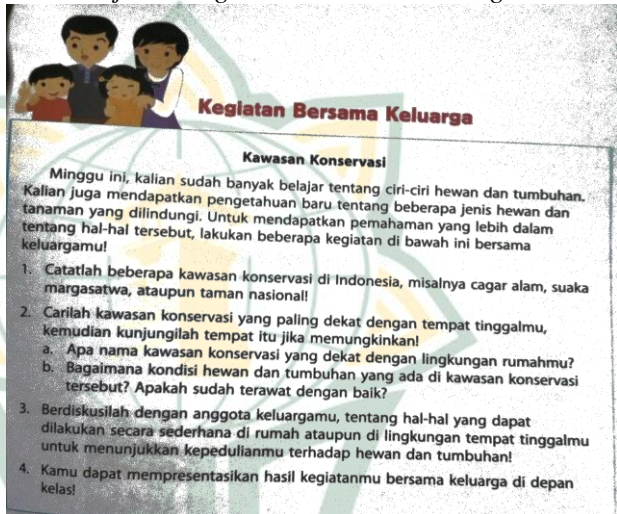 Kegiatan Bersama Keluarga
Kawasan Konservasi
Minggu ini, kalian sudah banyak belajar tentang ciri-ciri hewan dan tumbuhan.
Kalian juga mendapatkan pengetahuan baru tentang beberapa jenis hewan dan
tanaman yang dilindungi. Untuk mendapatkan pemahaman yang lebih dalam
tentang hal-hal tersebut, lakukan beberapa kegiatan di bawah ini bersama
keluargamu!
1. Catatlah beberapa kawasan konservasi di Indonesia, misalnya cagar alam, suaka
margasatwa, ataupun taman nasional!
2. Carilah kawasan konservasi yang paling dekat dengan tempat tinggalmu,
kemudian kunjungilah tempat itu jika memungkinkan!
a. Apa nama kawasan konservasi yang dekat dengan lingkungan rumahmu?
b. Bagaimana kondisi hewan dan tumbuhan yang ada di kawasan konservasi
tersebut? Apakah sudah terawat dengan baik?
3. Berdiskusilah dengan anggota keluargamu, tentang hal-hal yang dapat
dilakukan secara sederhana di rumah ataupun di lingkungan tempat tinggalmu
untuk menunjukkan kepedulianmu terhadap hewan dan tumbuhan!
4. Kamu dapat mempresentasikan hasil kegiatanmu bersama keluarga di depan
kelas!